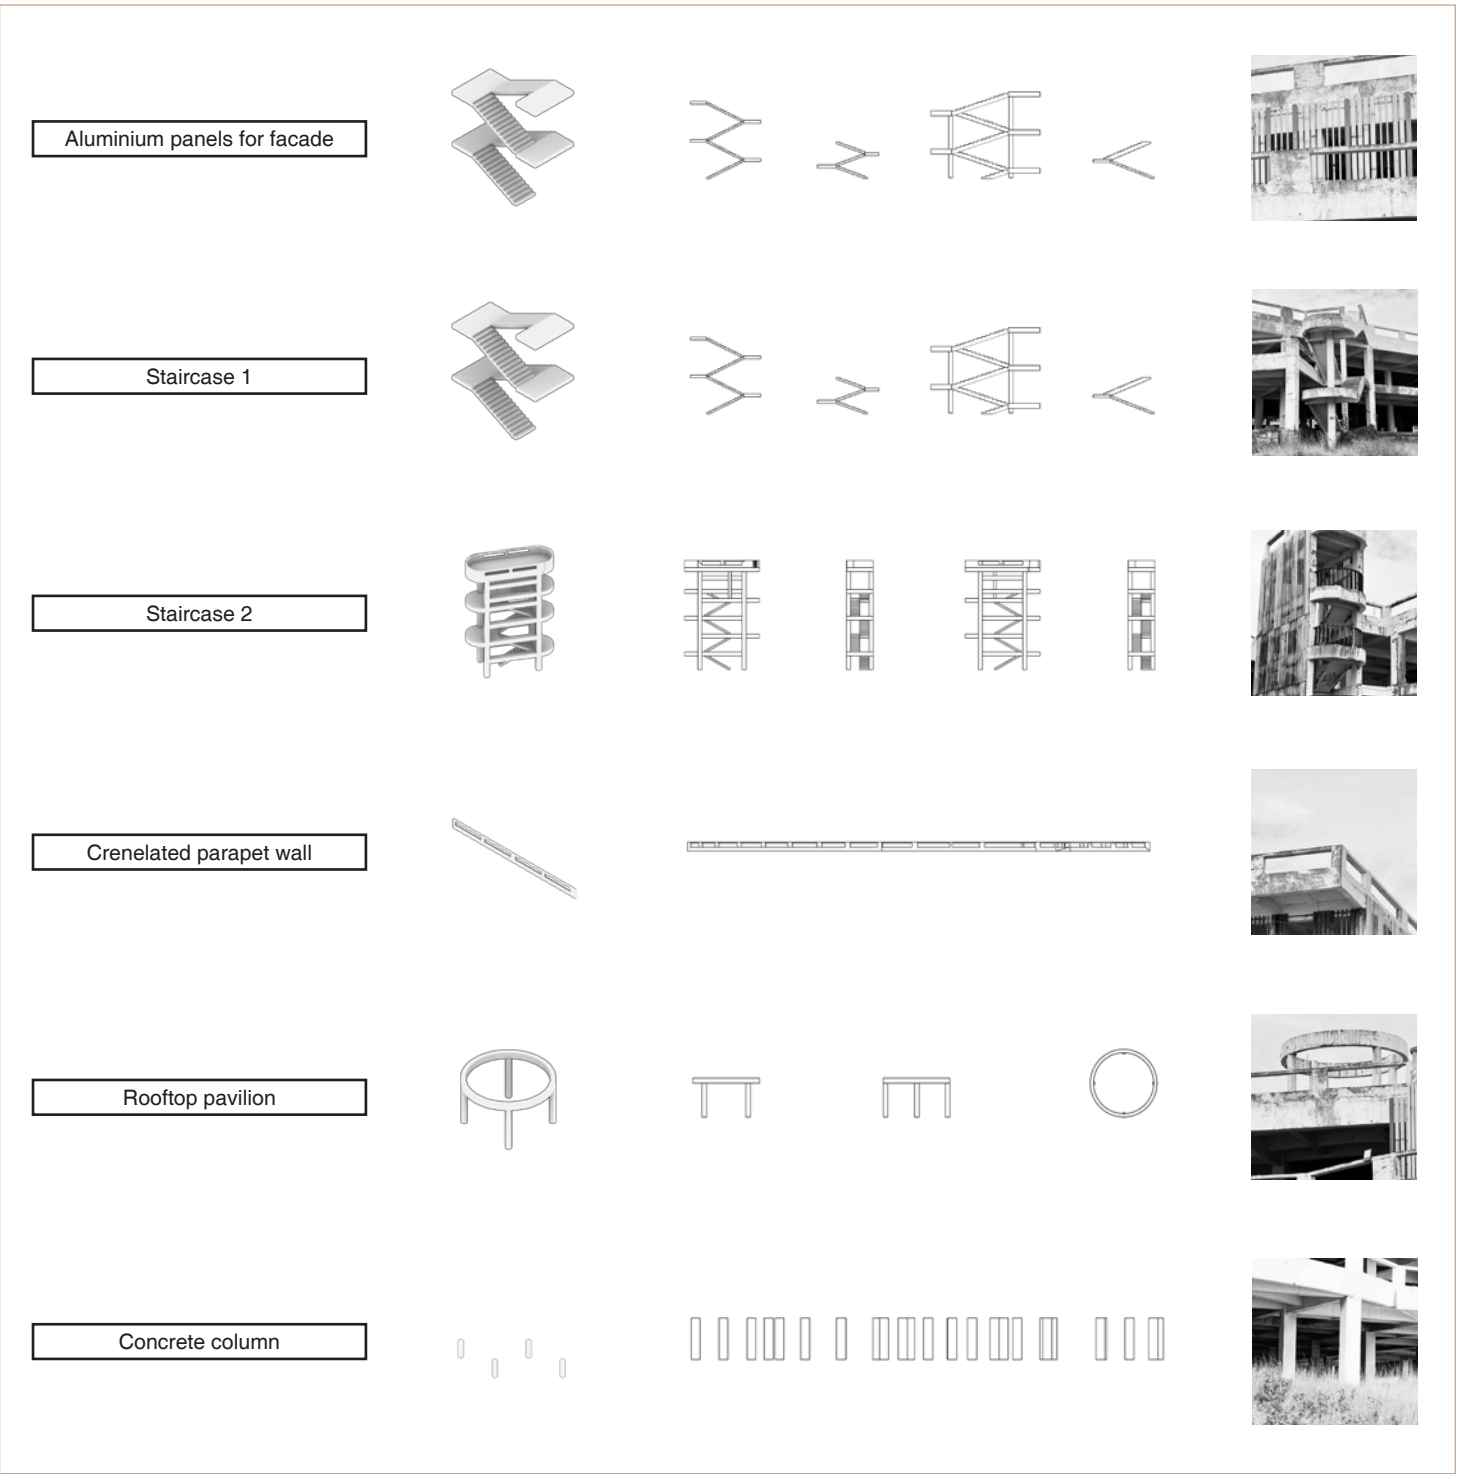 Aluminium panels for facade
Staircase 1
Staircase 2
Crenelated parapet wall
Rooftop pavilion
Concrete column